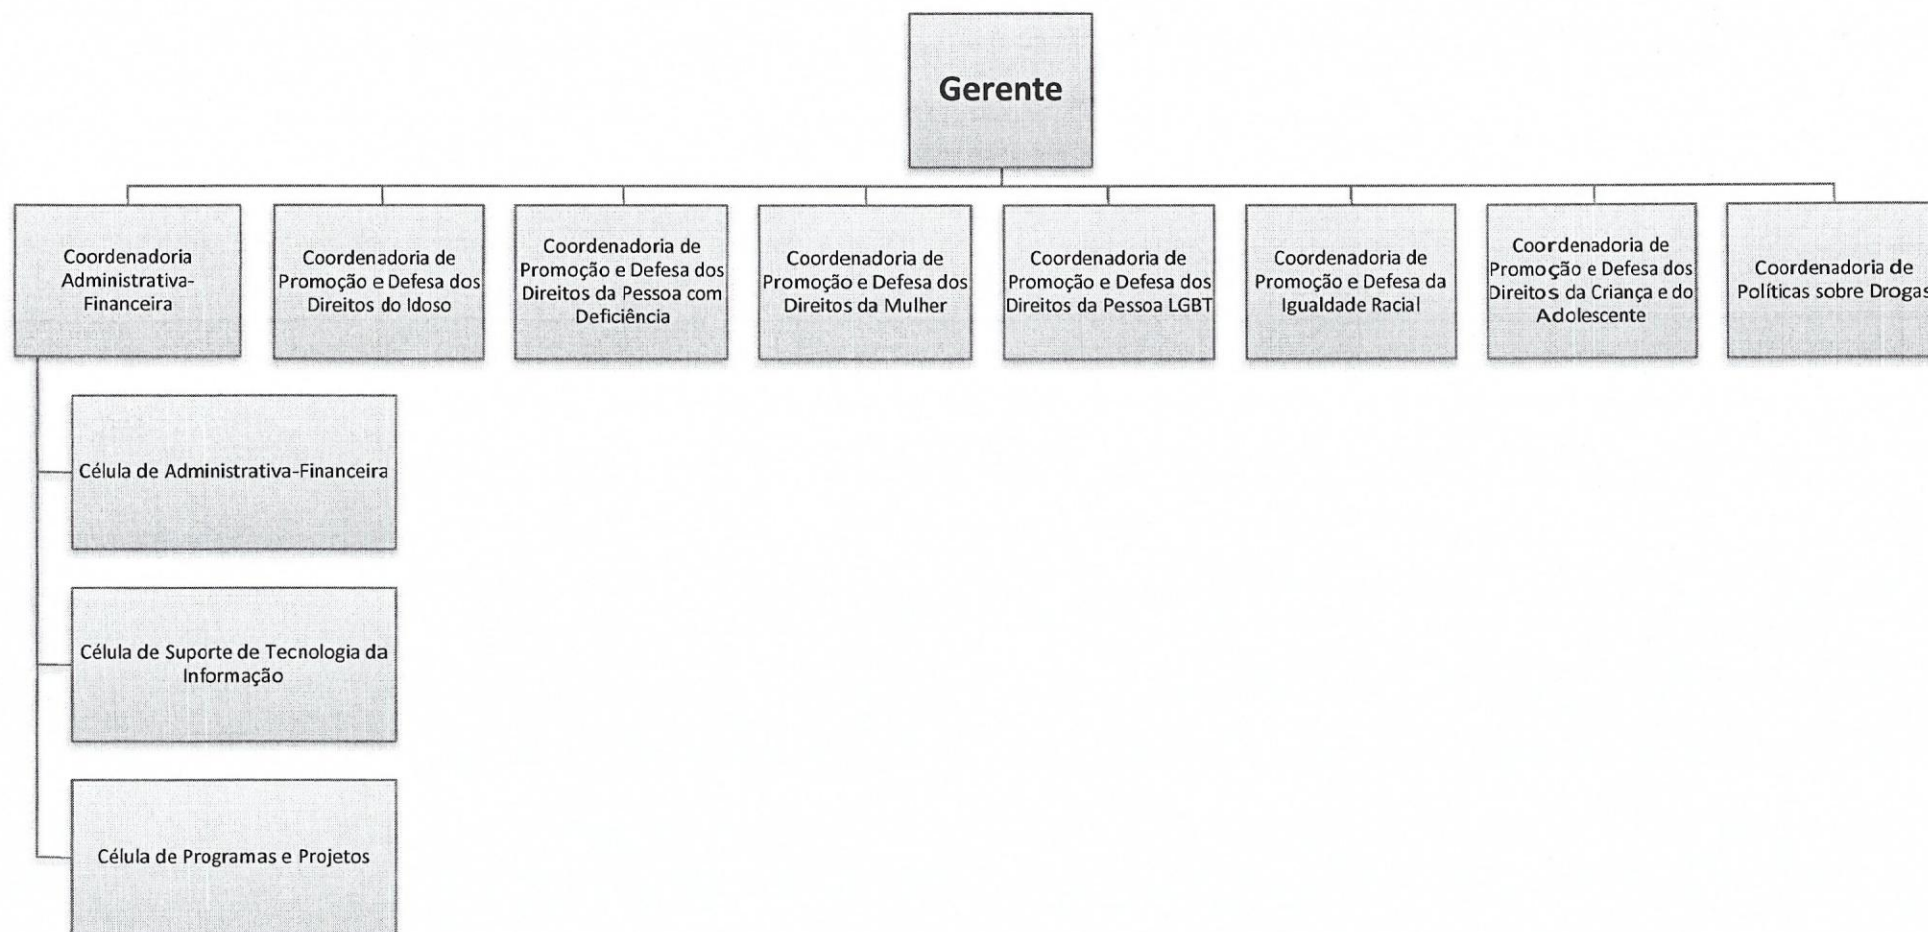 Gerente
Coordenadoria
Administrativa-
Financeira
Coordenadoria de
Promoção e Defesa dos
Direitos do Idoso
Coordenadoria de
Promoção e Defesa dos
Direitos da Pessoa com
Deficiência
Coordenadoria de
Promoção e Defesa dos
Direitos da Mulher
Coordenadoria de
Promoção e Defesa dos
Direitos da Pessoa LGBT
Coordenadoria de
Promoção e Defesa da
Igualdade Racial
Coordenadoria de
Promoção e Defesa dos
Direitos da Criança e do
Adolescente
Coordenadoria de
Políticas sobre Drogas
Célula de Administrativa-Financeira
Célula de Suporte de Tecnologia da
Informação
Célula de Programas e Projetos